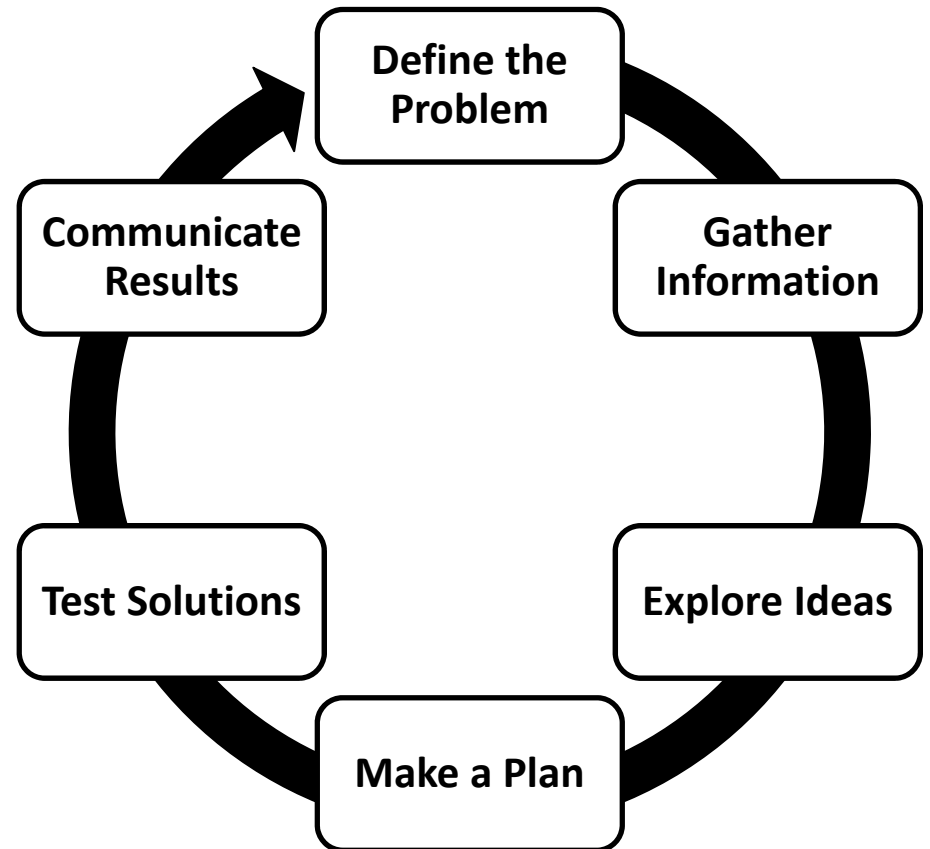 Define the
Problem
Gather
Information
Explore Ideas
Make a Plan
Test Solutions
Communicate
Results